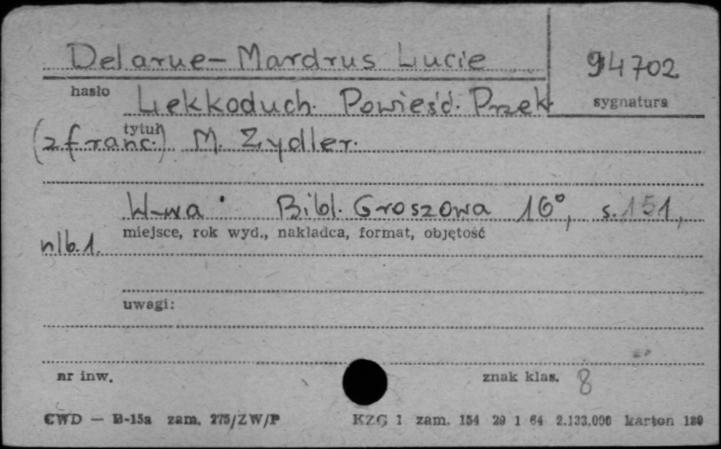 Delarue-Mardrus Lucie
94702
hasło
sygnatura
Lekkoduch. Powieść. Przek.
tytuł
(z franc.) M. Zydler.
W-wa Bibl. Groszowa 16°, s. 151,
miejsce, rok wyd., nakładca, format, objętość
nlb. 1.
uwagi:
nr inw.
znak klas. 8
CWD — B-15a zam. 275/ZW/P KZG 1 zam. 154 29 1 64 2.133.000 karton 180